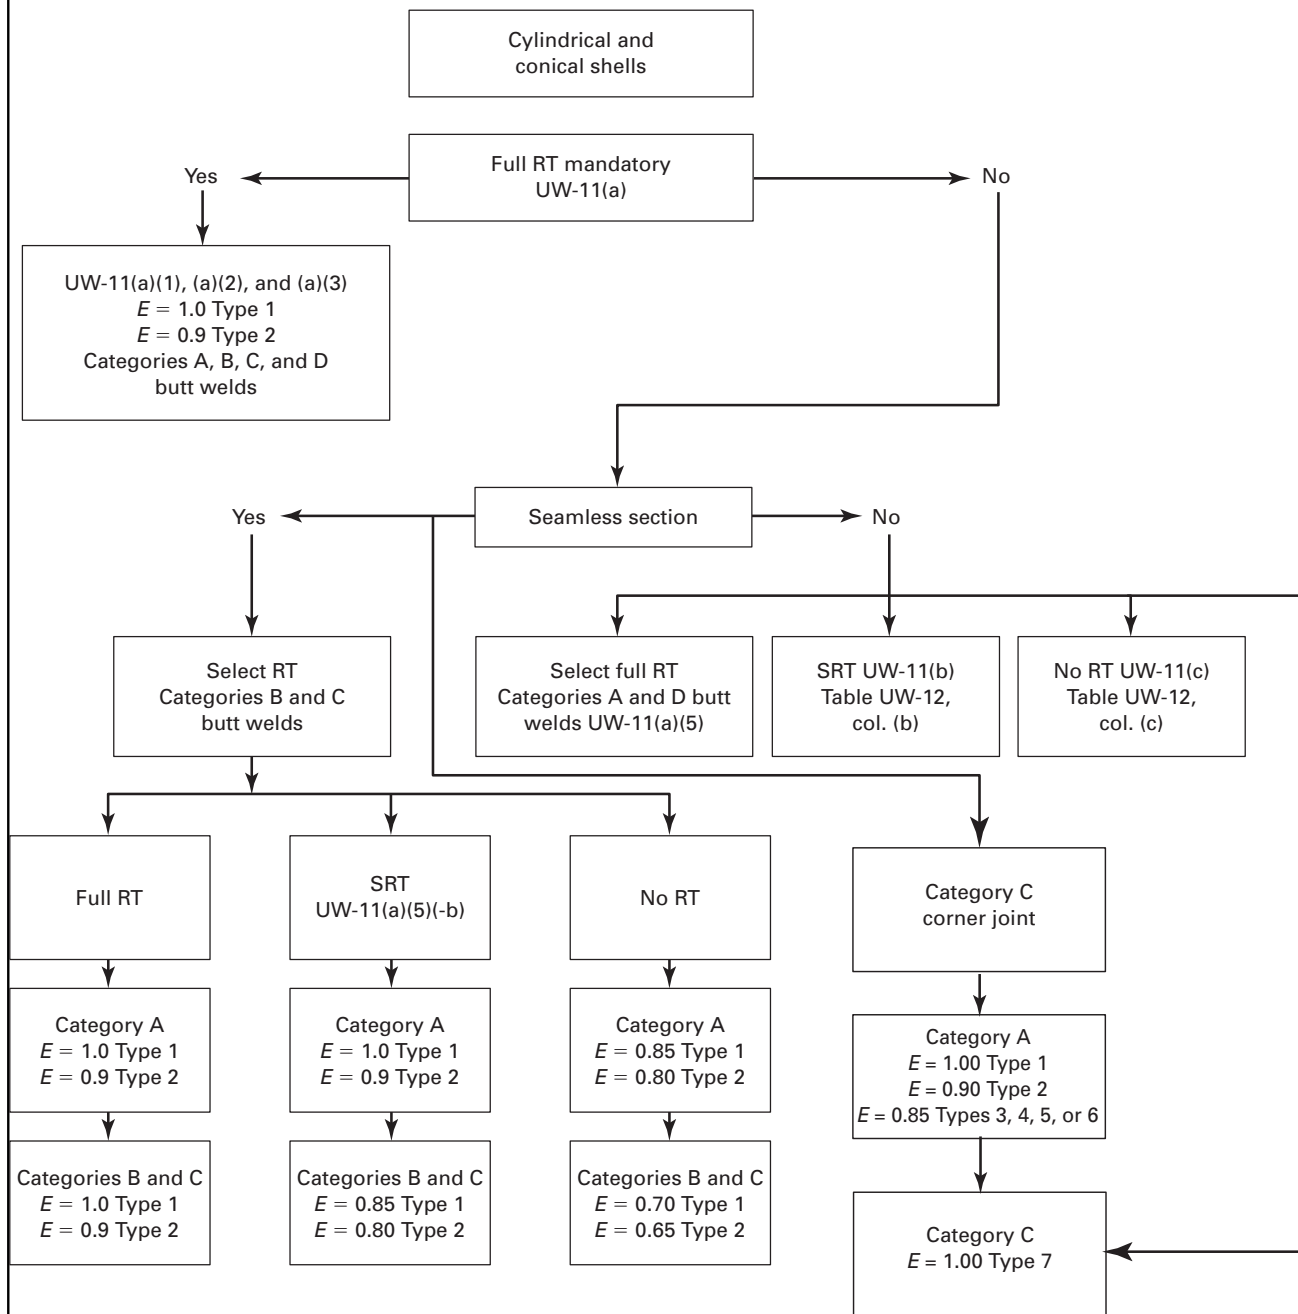 Cylindrical and
conical shells
Full RT mandatory
UW-11(a)
Yes
No
UW-11(a)(1), (a)(2), and (a)(3)
E = 1.0 Type 1
E = 0.9 Type 2
Categories A, B, C, and D
butt welds
Seamless section
Yes
No
Select RT
Categories B and C
butt welds
Select full RT
Categories A and D butt
welds UW-11(a)(5)
SRT UW-11(b)
Table UW-12,
col. (b)
No RT UW-11(c)
Table UW-12,
col. (c)
Full RT
SRT
UW-11(a)(5)(-b)
No RT
Category C
corner joint
Category A
E = 1.0 Type 1
E = 0.9 Type 2
Category A
E = 1.0 Type 1
E = 0.9 Type 2
Category A
E = 0.85 Type 1
E = 0.80 Type 2
Category A
E = 1.00 Type 1
E = 0.90 Type 2
E = 0.85 Types 3, 4, 5, or 6
Categories B and C
E = 1.0 Type 1
E = 0.9 Type 2
Categories B and C
E = 0.85 Type 1
E = 0.80 Type 2
Categories B and C
E = 0.70 Type 1
E = 0.65 Type 2
Category C
E = 1.00 Type 7